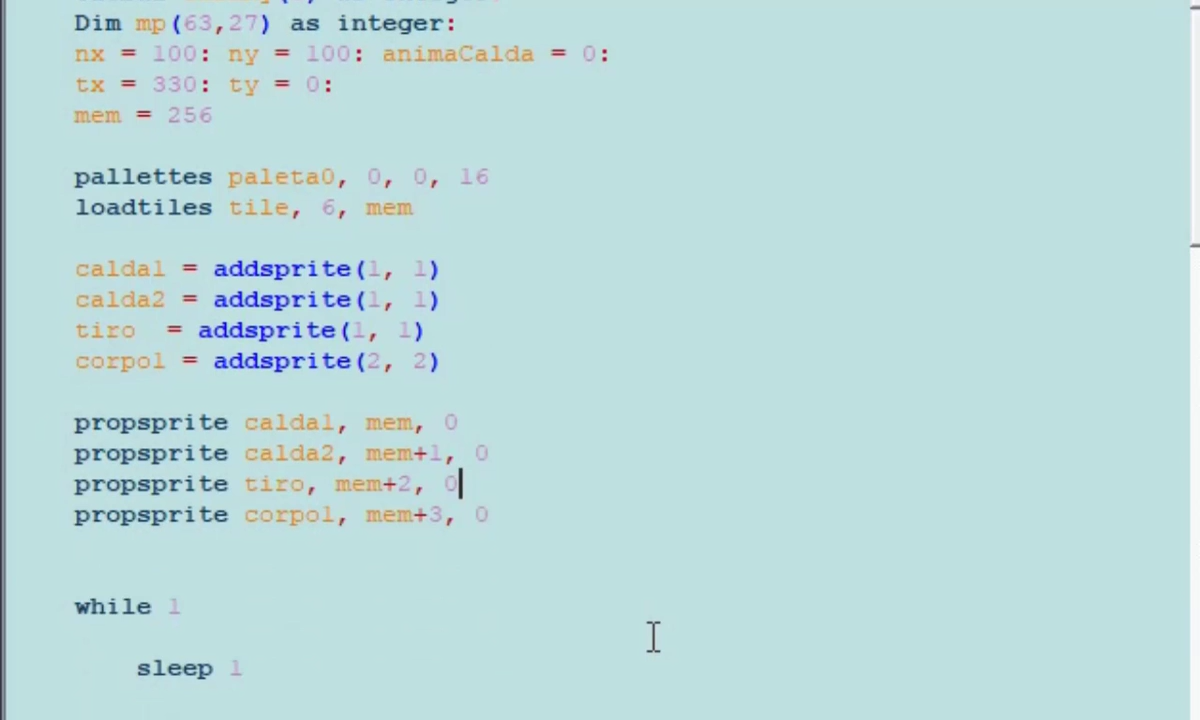 Dim mp(63,27) as integer:
nx = 100: ny = 100: animaCalda = 0:
tx = 330: ty = 0:
mem = 256
pallettes paleta0, 0, 0, 16
loadtiles tile, 6, mem
calda1 = addsprite(1, 1)
calda2 = addsprite(1, 1)
tiro  = addsprite(1, 1)
corpo1 = addsprite(2, 2)
propsprite calda1, mem, 0
propsprite calda2, mem+1, 0
propsprite tiro, mem+2, 0
propsprite corpo1, mem+3, 0
while 1
sleep 1